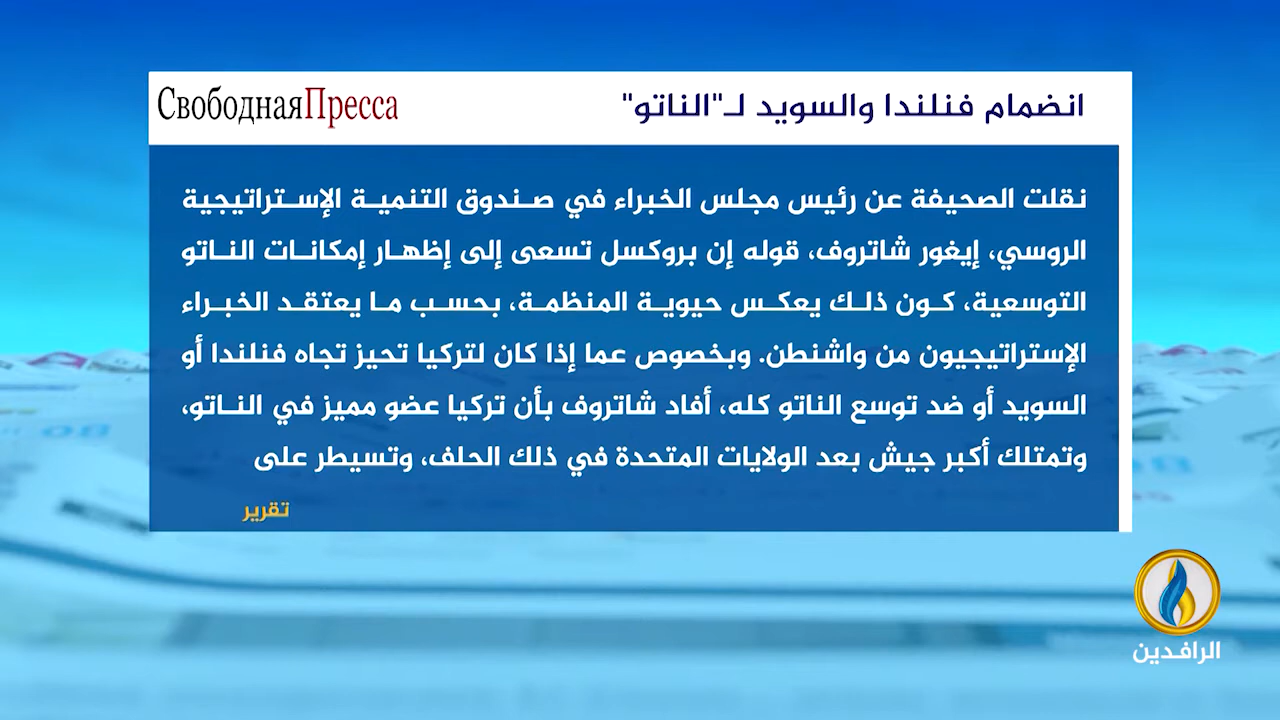 СвободнаяПресса
انضمام فنلندا والسويد لـ"الناتو"
نقلت الصحيفة عن رئيس مجلس الخبراء في صندوق التنمية الإستراتيجية
الروسي، إيغور شاتروف، قوله إن بروكسل تسعى إلى إظهار إمكانات الناتو
التوسعية، كون ذلك يعكس حيوية المنظمة، بحسب ما يعتقد الخبراء
الإستراتيجيون من واشنطن. وبخصوص عما إذا كان لتركيا تحيز تجاه فنلندا أو
السويد أو ضد توسع الناتو كله، أفاد شاتروف بأن تركيا عضو مميز في الناتو،
وتمتلك أكبر جيش بعد الولايات المتحدة في ذلك الحلف، وتسيطر على
تقرير
الرافدين